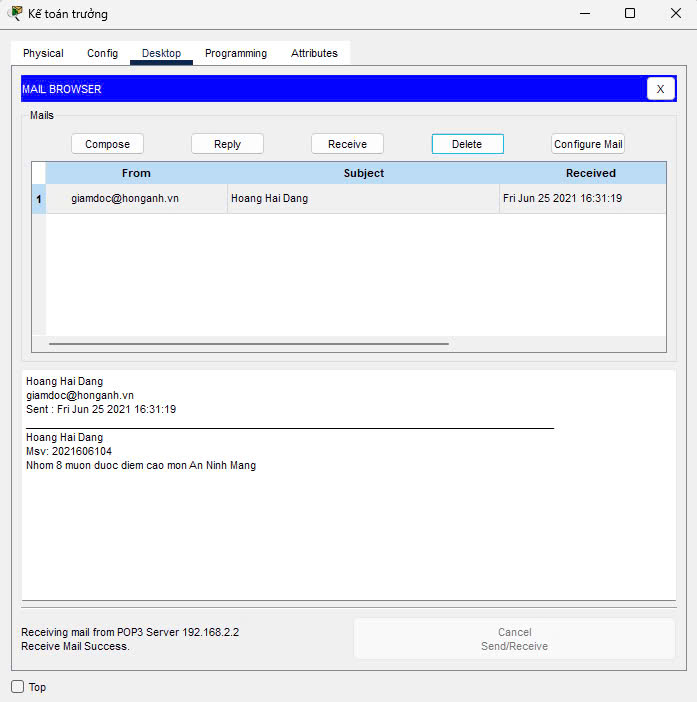 Kế toán trưởng
Physical Config Desktop Programming Attributes
MAIL BROWSER X
Mails
Compose Reply Receive Delete Configure Mail
From Subject Received
1 giamdoc@honganh.vn Hoang Hai Dang Fri Jun 25 2021 16:31:19
Hoang Hai Dang
giamdoc@honganh.vn
Sent : Fri Jun 25 2021 16:31:19
Hoang Hai Dang
Msv: 2021606104
Nhom 8 muon duoc diem cao mon An Ninh Mang
Receiving mail from POP3 Server 192.168.2.2
Receive Mail Success.
Cancel
Send/Receive
Top